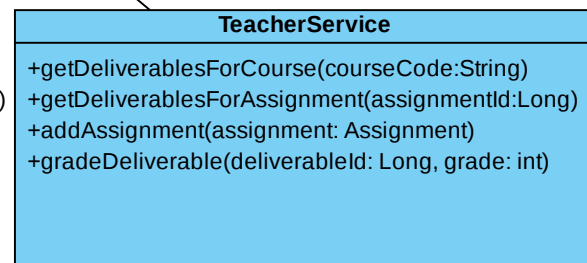 TeacherService
+getDeliverablesForCourse(courseCode:String)
)
+getDeliverablesForAssignment(assignmentId:Long)
+addAssignment(assignment: Assignment)
+gradeDeliverable(deliverableId: Long, grade: int)